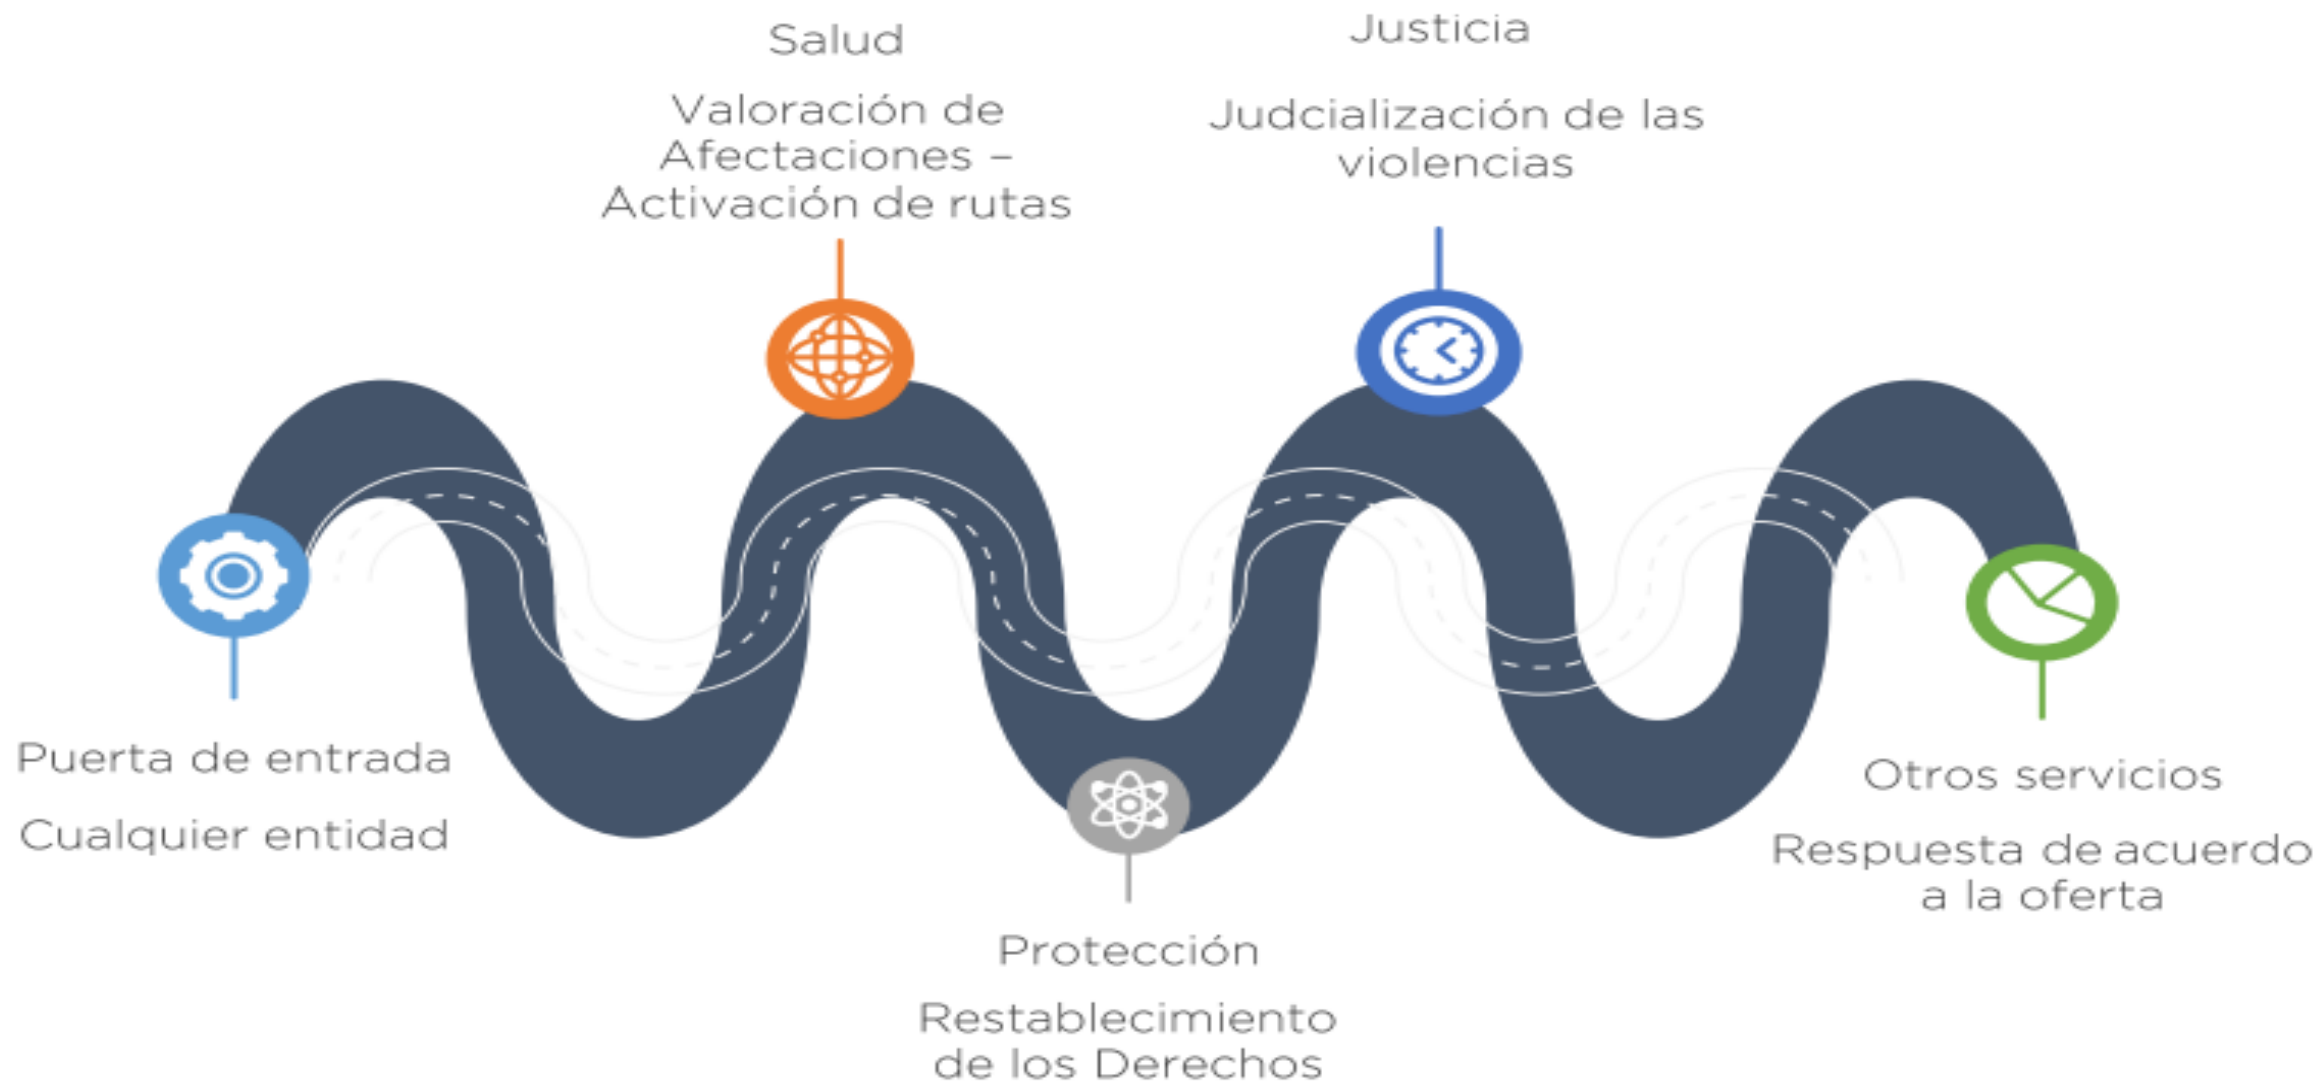 Puerta de entrada
Cualquier entidad
Salud
Valoración de
Afectaciones –
Activación de rutas
Protección
Restablecimiento
de los Derechos
Justicia
Judcialización de las
violencias
Otros servicios
Respuesta de acuerdo
a la oferta